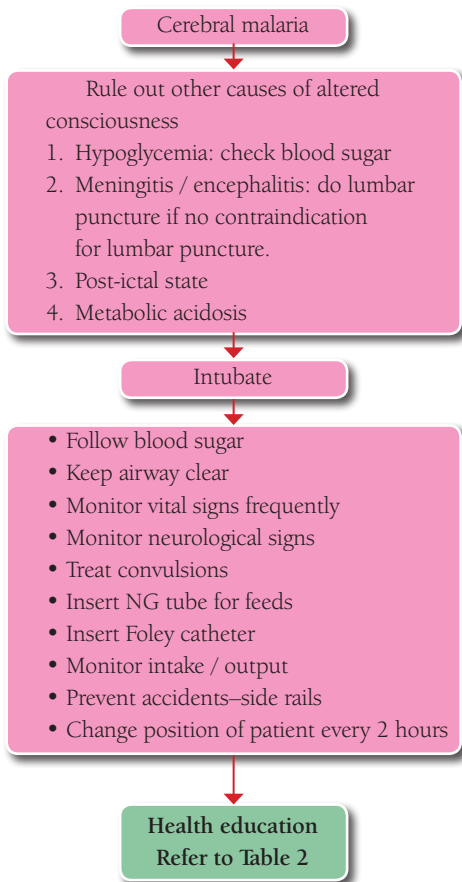 Cerebral malaria
Rule out other causes of altered
consciousness
1. Hypoglycemia: check blood sugar
2. Meningitis / encephalitis: do lumbar
puncture if no contraindication
for lumbar puncture.
3. Post-ictal state
4. Metabolic acidosis
Intubate
• Follow blood sugar
• Keep airway clear
• Monitor vital signs frequently
• Monitor neurological signs
• Treat convulsions
• Insert NG tube for feeds
• Insert Foley catheter
• Monitor intake / output
• Prevent accidents–side rails
• Change position of patient every 2 hours
Health education
Refer to Table 2